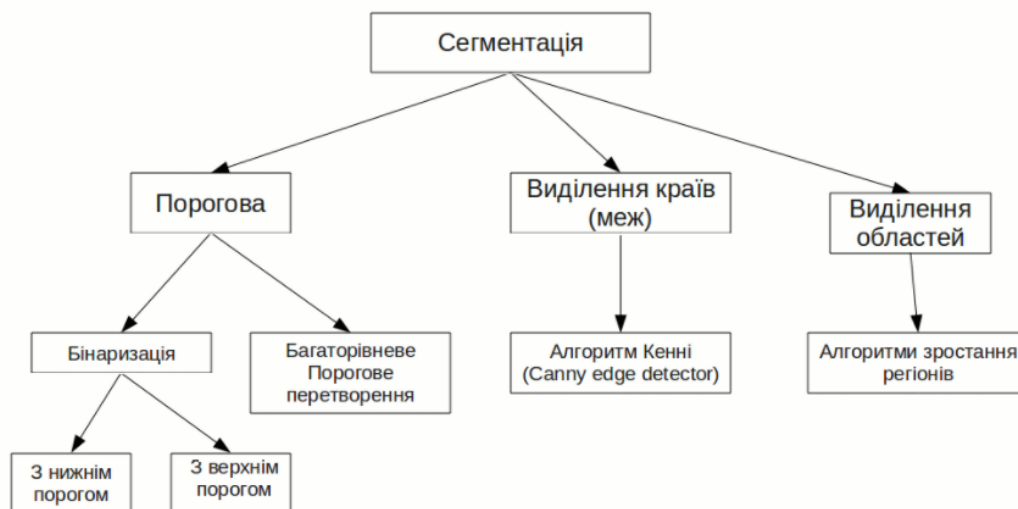 Сегментація
Порогова
Виділення країв
(меж)
Виділення
областей
Бінаризація
Багаторівневе
Порогове
перетворення
Алгоритм Кенні
(Canny edge detector)
Алгоритми зростання
регіонів
З нижнім
порогом
З верхнім
порогом